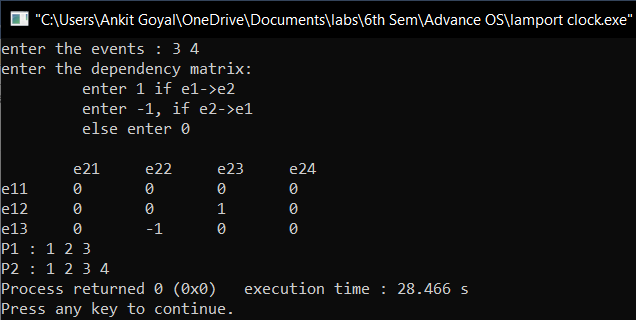 "C:\Users\Ankit Goyal\OneDrive\Documents\labs\6th Sem\Advance OS\lamport clock.exe"
enter the events : 3 4
enter the dependency matrix:
        enter 1 if e1->e2
        enter -1, if e2->e1
        else enter 0

        e21     e22     e23     e24
e11     0       0       0       0
e12     0       0       1       0
e13     0       -1      0       0
P1 : 1 2 3
P2 : 1 2 3 4
Process returned 0 (0x0)   execution time : 28.466 s
Press any key to continue.